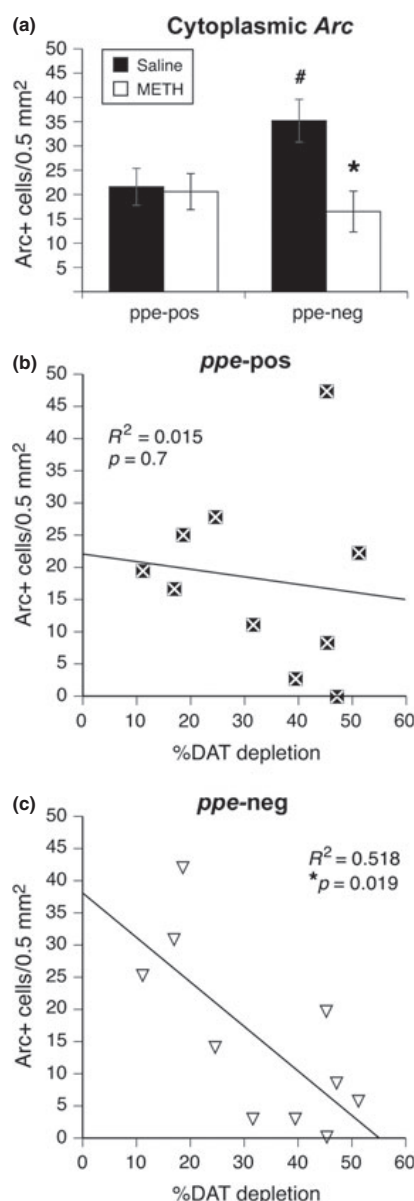 (a) Cytoplasmic Arc
Arc+ cells/0.5 mm²
50
45
40
35
30
25
20
15
10
5
Saline
METH
#
*
ppe-pos ppe-neg
(b) ppe-pos
Arc+ cells/0.5 mm²
50
45
40
35
30
25
20
15
10
5
0
R² = 0.015
p = 0.7
0 10 20 30 40 50 60
%DAT depletion
(c) ppe-neg
Arc+ cells/0.5 mm²
50
45
40
35
30
25
20
15
10
5
0
R² = 0.518
*p = 0.019
0 10 20 30 40 50 60
%DAT depletion